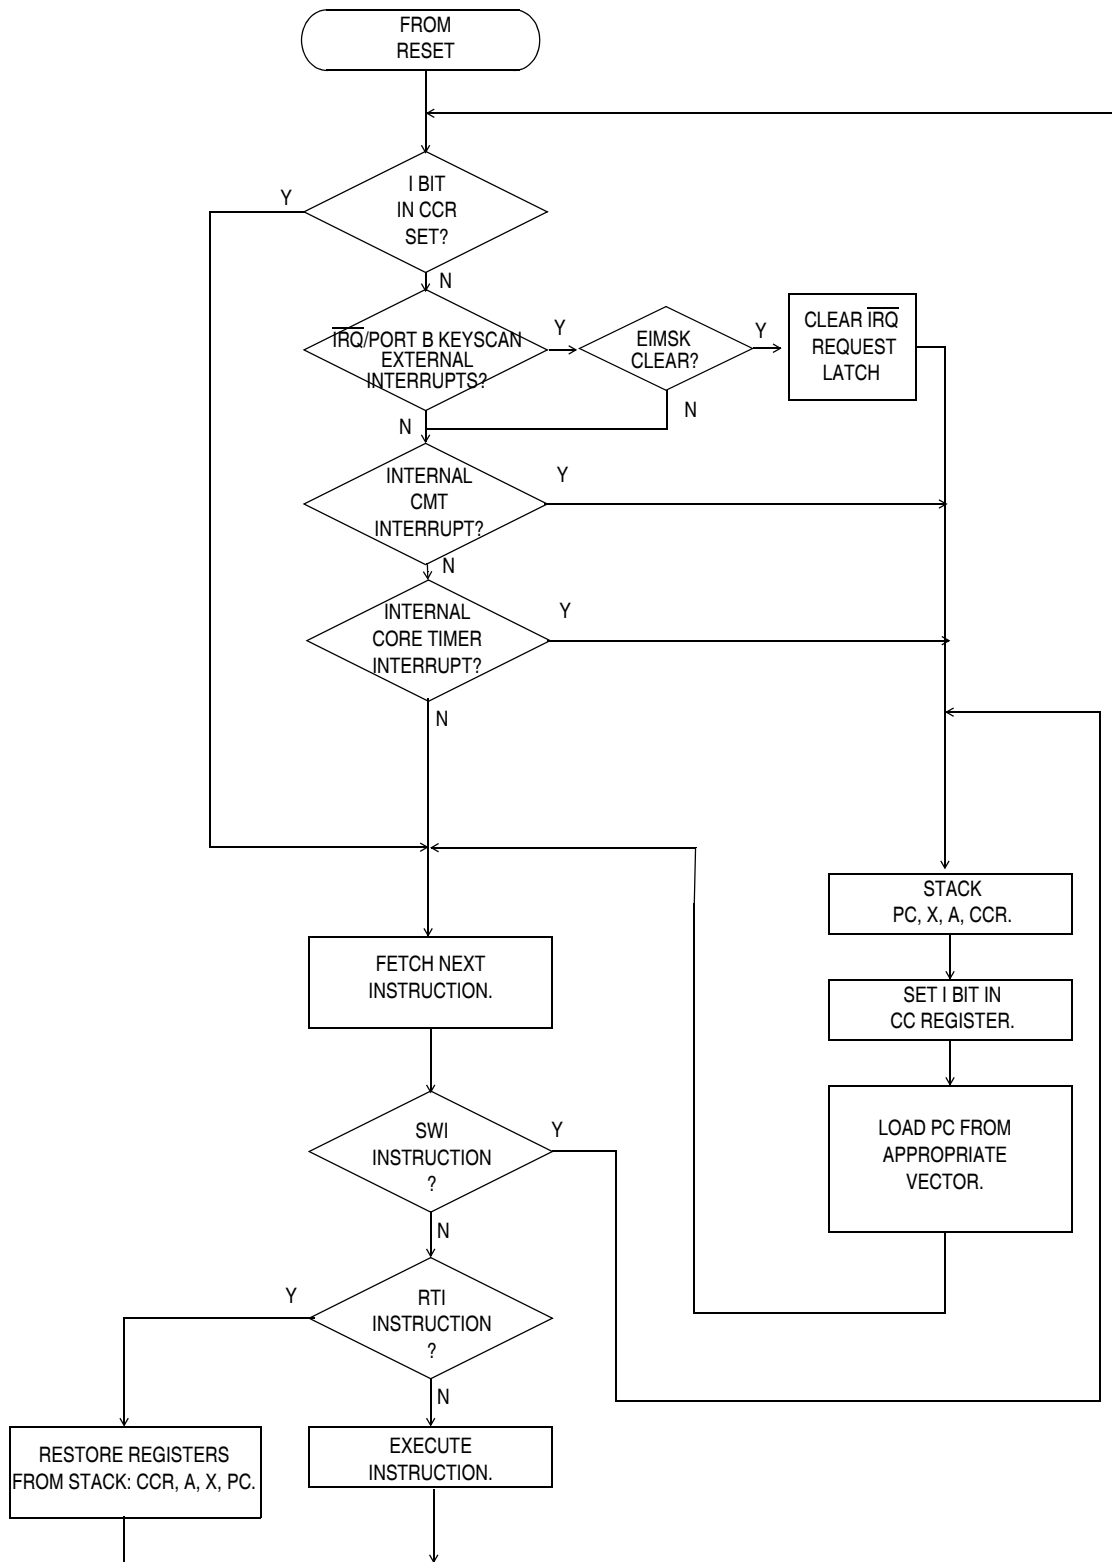 FROM
RESET
Y
I BIT
IN CCR
SET?
N
IRQ/PORT B KEYSCAN
EXTERNAL
INTERRUPTS?
Y
EIMSK
CLEAR?
Y
CLEAR IRQ
REQUEST
LATCH
N
N
INTERNAL
CMT
INTERRUPT?
Y
N
INTERNAL
CORE TIMER
INTERRUPT?
Y
N
STACK
PC, X, A, CCR.
FETCH NEXT
INSTRUCTION.
SET I BIT IN
CC REGISTER.
SWI
INSTRUCTION
?
Y
LOAD PC FROM
APPROPRIATE
VECTOR.
N
Y
RTI
INSTRUCTION
?
N
RESTORE REGISTERS
FROM STACK: CCR, A, X, PC.
EXECUTE
INSTRUCTION.